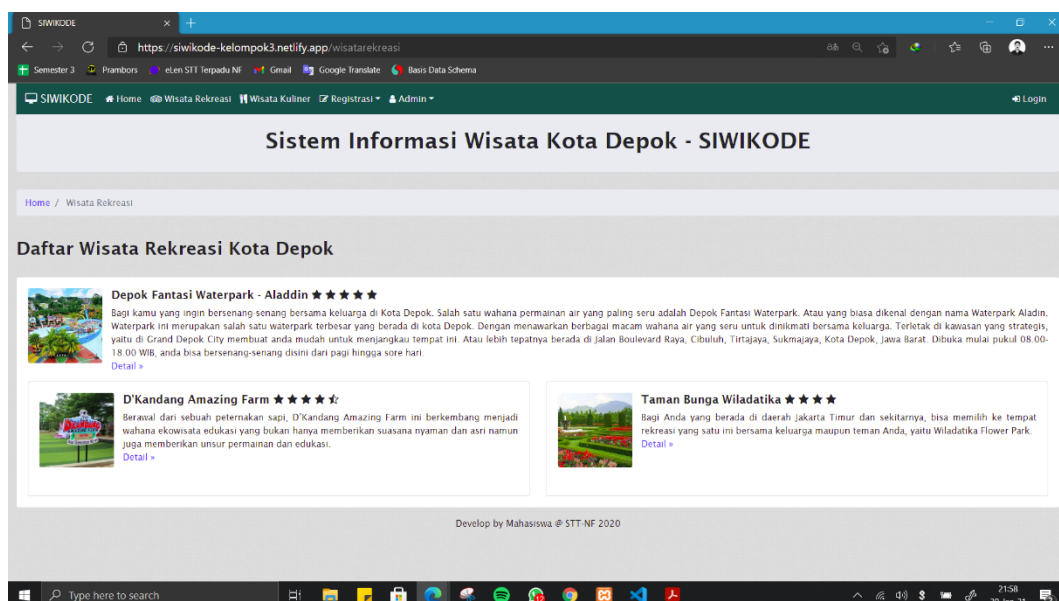 SIWIKODE
https://siwikode-kelompok3.netlify.app/wisatarekreasi
Semester 3 Prambors eLen STT Terpadu NF Gmail Google Translate Basis Data Schema
SIWIKODE Home Wisata Rekreasi Wisata Kuliner Registrasi Admin Login
Sistem Informasi Wisata Kota Depok - SIWIKODE
Home / Wisata Rekreasi
Daftar Wisata Rekreasi Kota Depok
Depok Fantasi Waterpark - Aladdin ★ ★ ★ ★ ★
Bagi kamu yang ingin bersenang-senang bersama keluarga di Kota Depok. Salah satu wahana permainan air yang paling seru adalah Depok Fantasi Waterpark. Atau yang biasa dikenal dengan nama Waterpark Aladin.
Waterpark ini merupakan salah satu waterpark terbesar yang berada di kota Depok. Dengan menawarkan berbagai macam wahana air yang seru untuk dinikmati bersama keluarga. Terletak di kawasan yang strategis,
yaitu di Grand Depok City membuat anda mudah untuk menjangkau tempat ini. Atau lebih tepatnya berada di Jalan Boulevard Raya, Cibuluh, Tirtajaya, Sukmajaya, Kota Depok, Jawa Barat. Dibuka mulai pukul 08.00-
18.00 WIB, anda bisa bersenang-senang disini dari pagi hingga sore hari.
Detail »
D'Kandang Amazing Farm ★ ★ ★ ★
Berawal dari sebuah peternakan sapi, D'Kandang Amazing Farm ini berkembang menjadi
wahana ekowisata edukasi yang bukan hanya memberikan suasana nyaman dan asri namun
juga memberikan unsur permainan dan edukasi.
Detail »
Taman Bunga Wiladatika ★ ★ ★ ★
Bagi Anda yang berada di daerah Jakarta Timur dan sekitarnya, bisa memilih ke tempat
rekreasi yang satu ini bersama keluarga maupun teman Anda, yaitu Wiladatika Flower Park.
Detail »
Develop by Mahasiswa @ STT-NF 2020
Type here to search
21:58